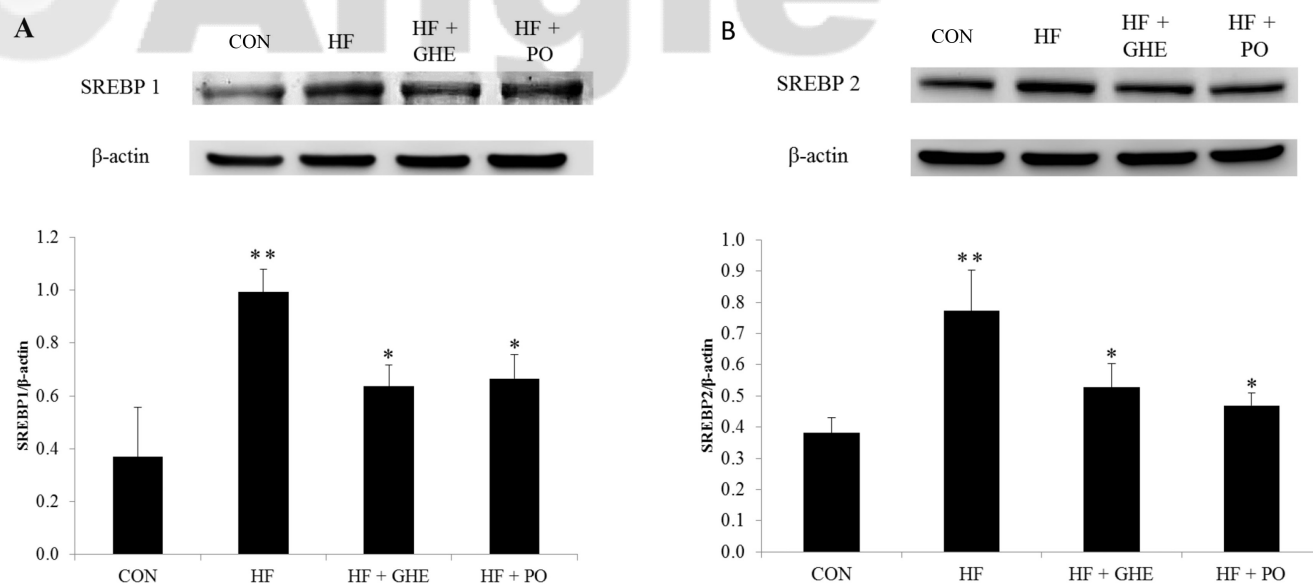 Angle
A
CON
HF
HF +
GHE
HF +
PO
SREBP 1
β-actin
1.2
1.0
0.8
0.6
0.4
0.2
0.0
SREBP1/β-actin
**
*
*
CON
HF
HF + GHE
HF + PO
B
CON
HF
HF +
GHE
HF +
PO
SREBP 2
β-actin
1.0
0.9
0.8
0.7
0.6
0.5
0.4
0.3
0.2
0.1
0.0
SREBP2/β-actin
**
*
*
CON
HF
HF + GHE
HF + PO